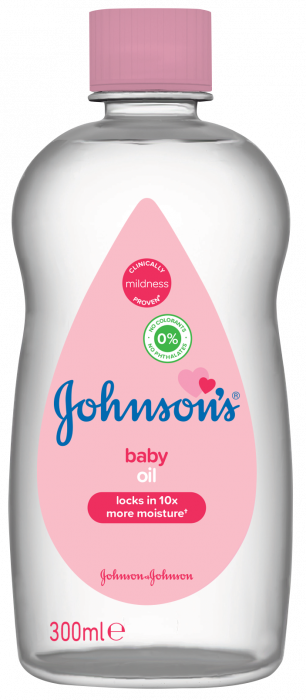 CLINICALLY
mildness
PROVEN*
NO COLORANTS
0%
NO PHTHALATES
Johnson's®
baby
oil
locks in 10x
more moisture†
Johnson & Johnson
300ml ℮